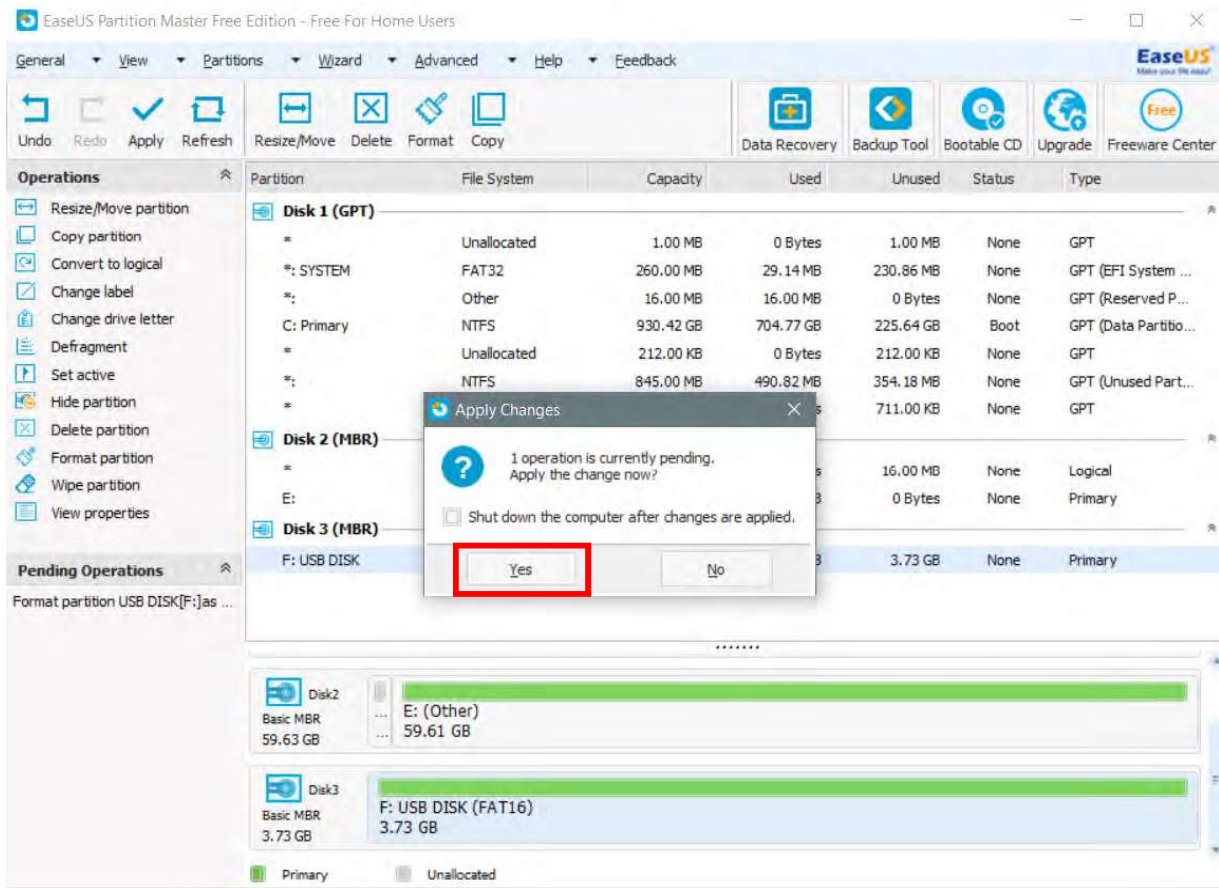 EaseUS Partition Master Free Edition - Free For Home Users
General View Partitions Wizard Advanced Help Feedback
EaseUS
Make your life easy!
Undo Redo Apply Refresh Resize/Move Delete Format Copy Data Recovery Backup Tool Bootable CD Upgrade Free Freeware Center
Operations
Resize/Move partition
Copy partition
Convert to logical
Change label
Change drive letter
Defragment
Set active
Hide partition
Delete partition
Format partition
Wipe partition
View properties
Pending Operations
Format partition USB DISK[F:]as ...
Partition File System Capacity Used Unused Status Type
Disk 1 (GPT)
* Unallocated 1.00 MB 0 Bytes 1.00 MB None GPT
*: SYSTEM FAT32 260.00 MB 29.14 MB 230.86 MB None GPT (EFI System ...
*: Other 16.00 MB 16.00 MB 0 Bytes None GPT (Reserved P...
C: Primary NTFS 930.42 GB 704.77 GB 225.64 GB Boot GPT (Data Partitio...
* Unallocated 212.00 KB 0 Bytes 212.00 KB None GPT
*: NTFS 845.00 MB 490.82 MB 354.18 MB None GPT (Unused Part...
* 711.00 KB None GPT
Disk 2 (MBR)
* 16.00 MB None Logical
E: 0 Bytes None Primary
Disk 3 (MBR)
F: USB DISK 3.73 GB None Primary
Apply Changes
1 operation is currently pending.
Apply the change now?
Shut down the computer after changes are applied.
Yes No
Disk2
Basic MBR
59.63 GB
...
...
E: (Other)
59.61 GB
Disk3
Basic MBR
3.73 GB
F: USB DISK (FAT16)
3.73 GB
Primary Unallocated